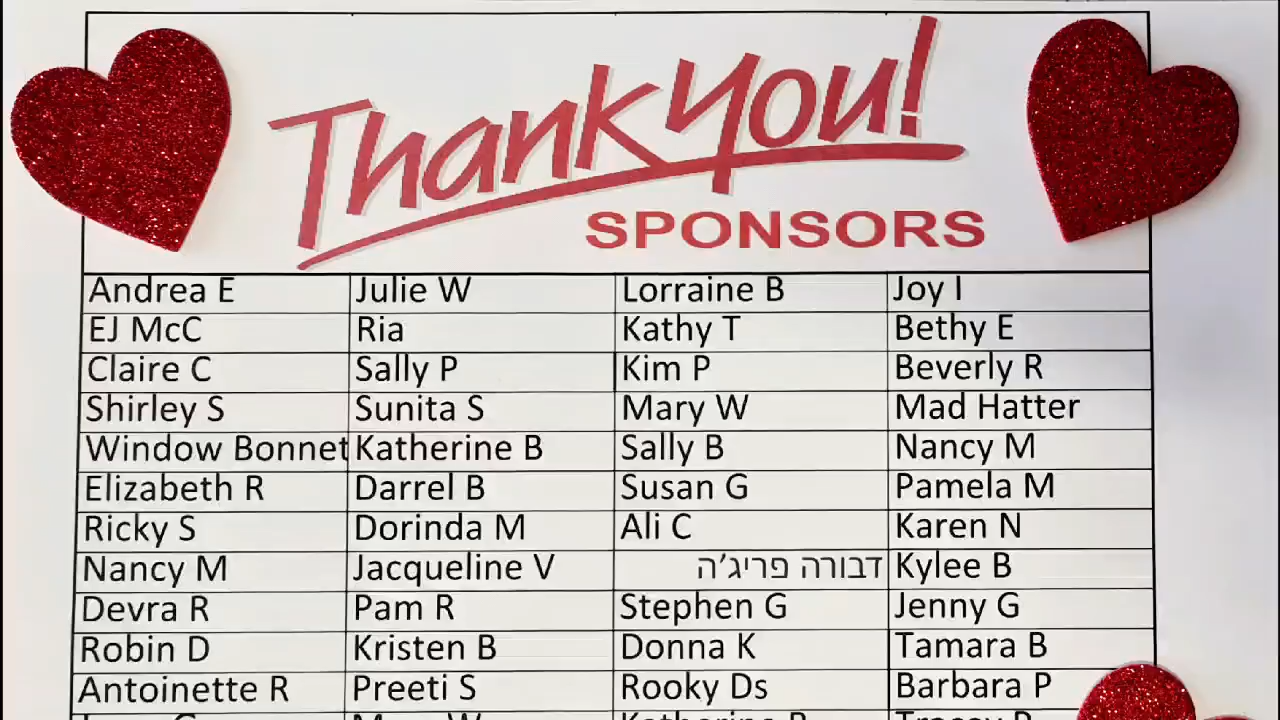 Thank You!
SPONSORS
Andrea E Julie W Lorraine B Joy I
EJ McC Ria Kathy T Bethy E
Claire C Sally P Kim P Beverly R
Shirley S Sunita S Mary W Mad Hatter
Window Bonnet Katherine B Sally B Nancy M
Elizabeth R Darrel B Susan G Pamela M
Ricky S Dorinda M Ali C Karen N
Nancy M Jacqueline V דבורה פריג'ה Kylee B
Devra R Pam R Stephen G Jenny G
Robin D Kristen B Donna K Tamara B
Antoinette R Preeti S Rooky Ds Barbara P